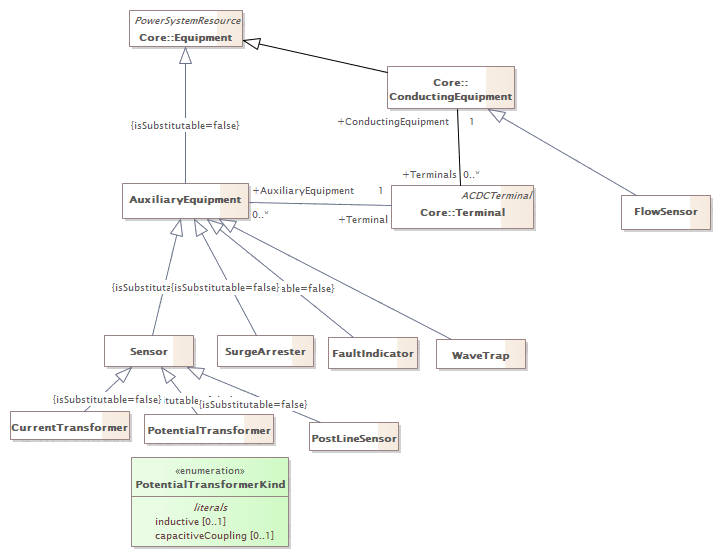 PowerSystemResource
Core::Equipment
Core::
ConductingEquipment
+ConductingEquipment 1
{isSubstitutable=false}
+Terminals 0..*
+AuxiliaryEquipment 1
ACDCTerminal
AuxiliaryEquipment
Core::Terminal
FlowSensor
0..*
+Terminal
{isSubstituta
{isSubstitutable=false}
able=false}
Sensor
SurgeArrester
FaultIndicator
WaveTrap
{isSubstitutable=false}
{isSubstitutable=false}
CurrentTransformer
PotentialTransformer
PostLineSensor
«enumeration»
PotentialTransformerKind
literals
inductive [0..1]
capacitiveCoupling [0..1]